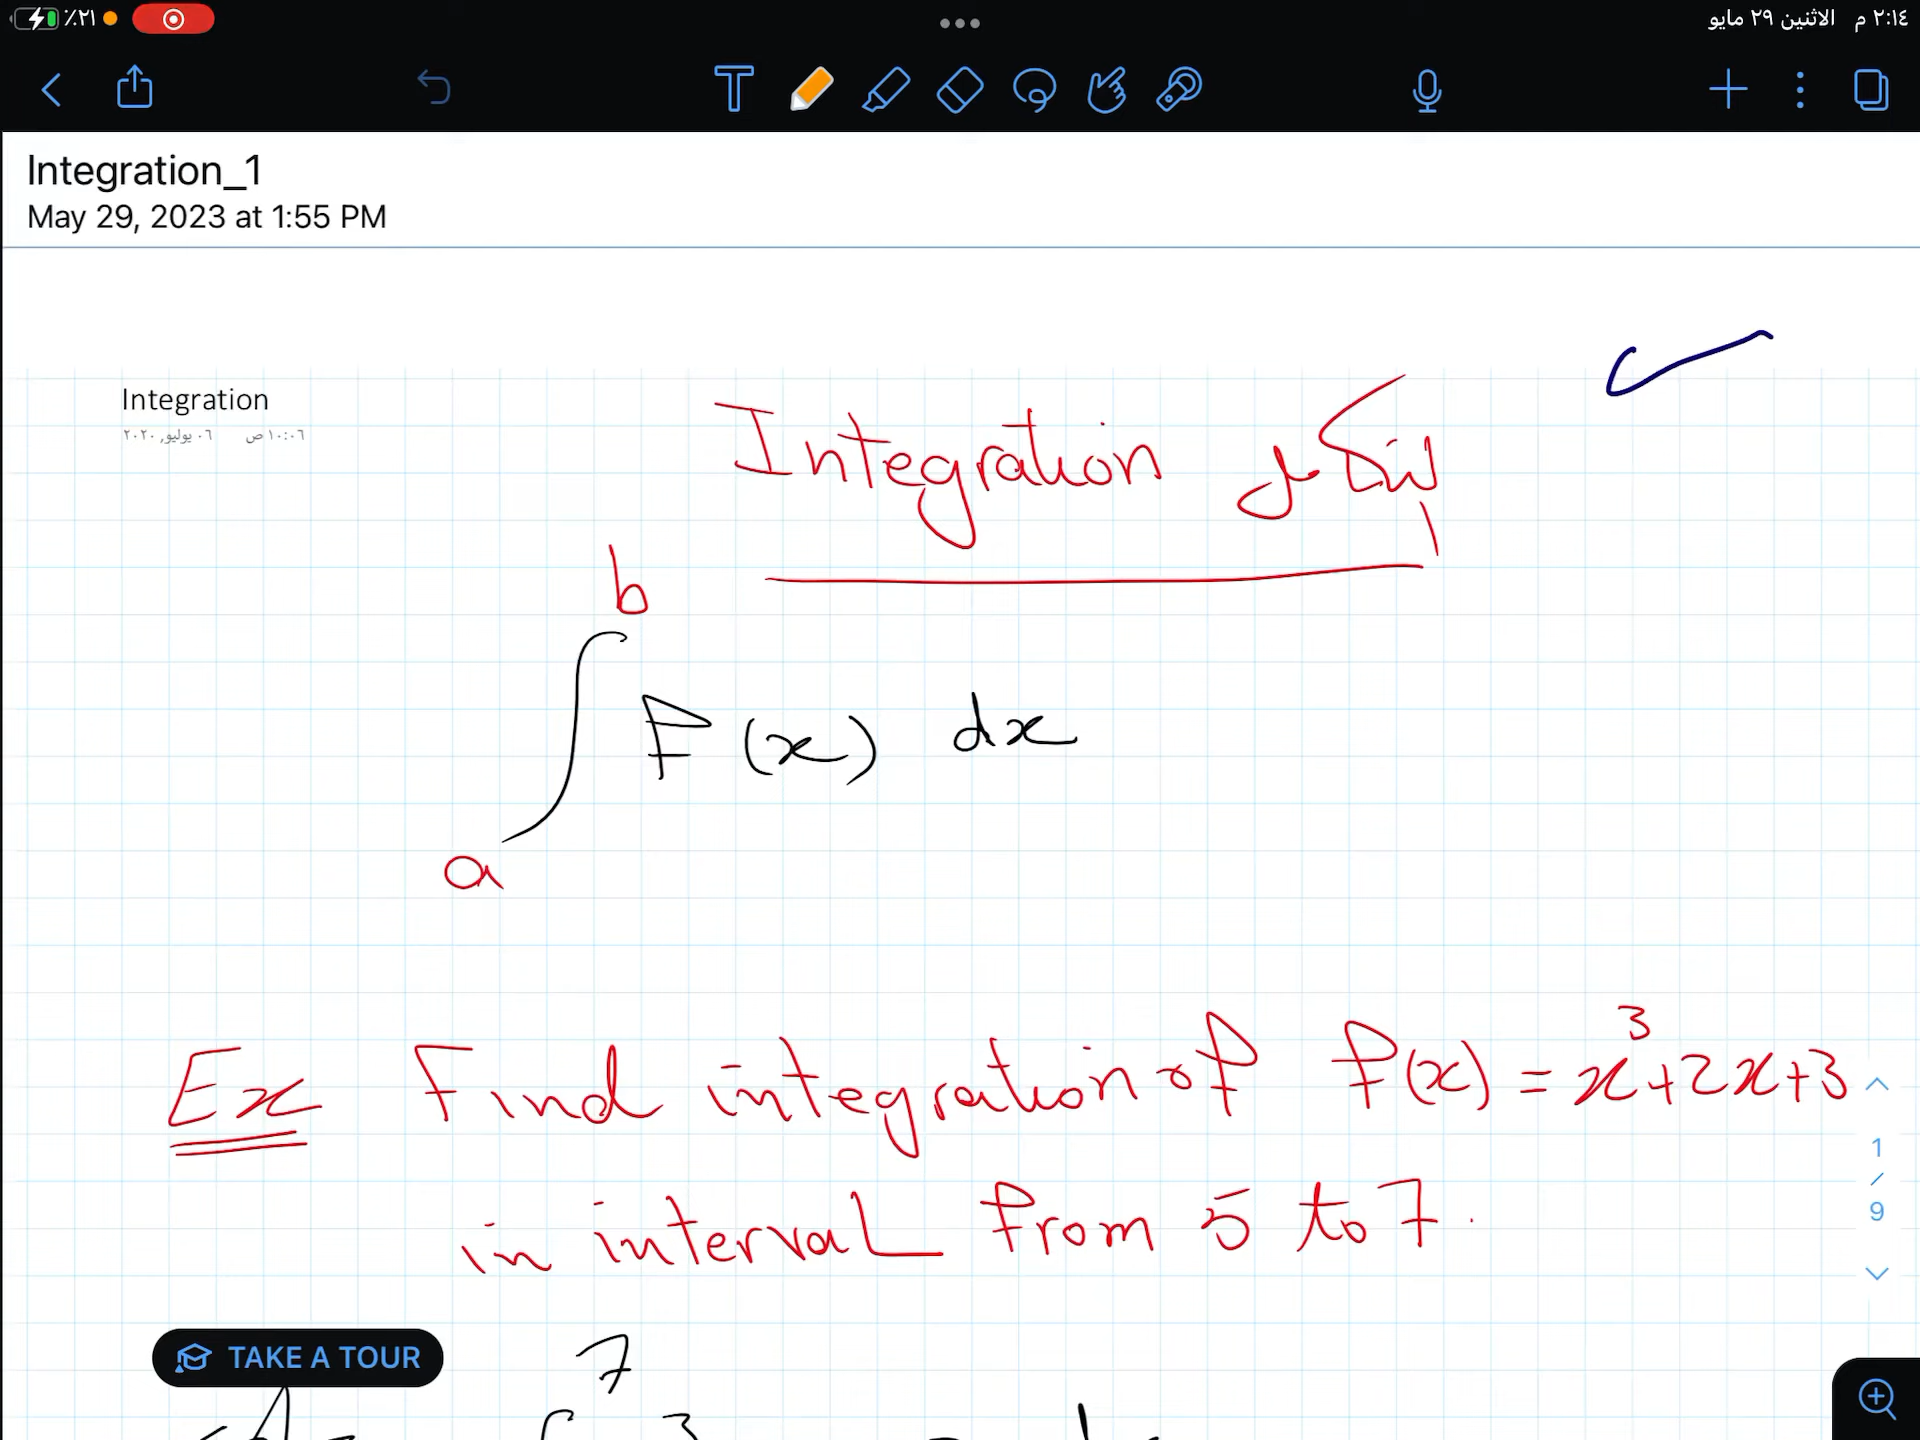 ٪٢١
٢:١٤ م الاثنين ٢٩ مايو
Integration_1
May 29, 2023 at 1:55 PM
Integration
٠٦ يوليو, ٢٠٢٠ ١٠:٠٦ ص
Integration التكامل
b
∫ f(x) dx
a
Ex Find integration of f(x) = x³+2x+3
in interval from 5 to 7.
1
/
9
TAKE A TOUR
7